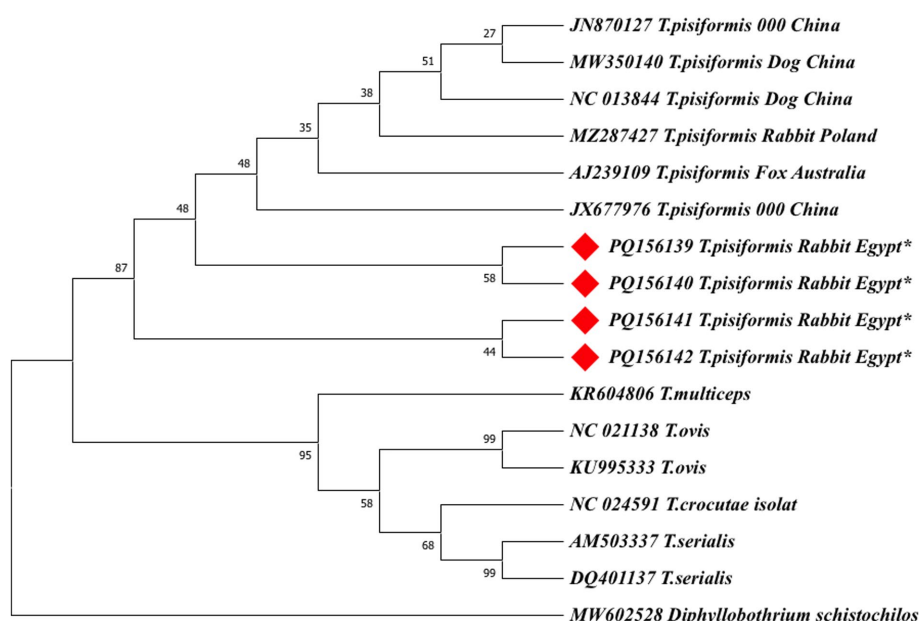 27
JN870127 T.pisiformis 000 China
51
MW350140 T.pisiformis Dog China
38
NC 013844 T.pisiformis Dog China
35
MZ287427 T.pisiformis Rabbit Poland
48
AJ239109 T.pisiformis Fox Australia
48
JX677976 T.pisiformis 000 China
87
PQ156139 T.pisiformis Rabbit Egypt*
58
PQ156140 T.pisiformis Rabbit Egypt*
PQ156141 T.pisiformis Rabbit Egypt*
44
PQ156142 T.pisiformis Rabbit Egypt*
KR604806 T.multiceps
95
99
NC 021138 T.ovis
KU995333 T.ovis
58
NC 024591 T.crocutae isolat
68
AM503337 T.serialis
99
DQ401137 T.serialis
MW602528 Diphyllobothrium schistochilos